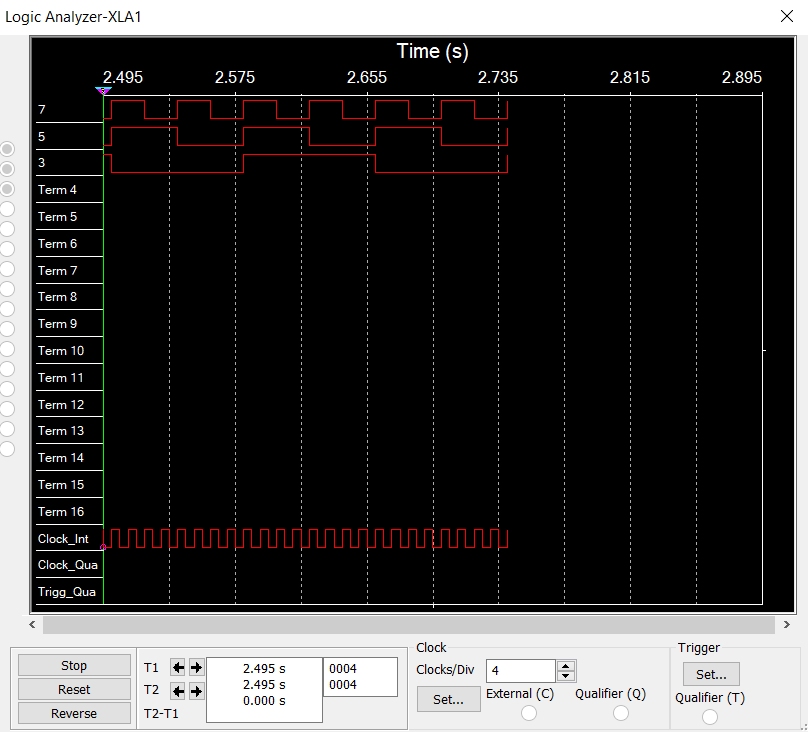 Logic Analyzer-XLA1
Time (s)
2.495 2.575 2.655 2.735 2.815 2.895
7
5
3
Term 4
Term 5
Term 6
Term 7
Term 8
Term 9
Term 10
Term 11
Term 12
Term 13
Term 14
Term 15
Term 16
Clock_Int
Clock_Qua
Trigg_Qua
Stop
Reset
Reverse
T1 2.495 s 0004
T2 2.495 s 0004
T2-T1 0.000 s
Clock
Clocks/Div 4
Set... External (C) Qualifier (Q)
Trigger
Set...
Qualifier (T)